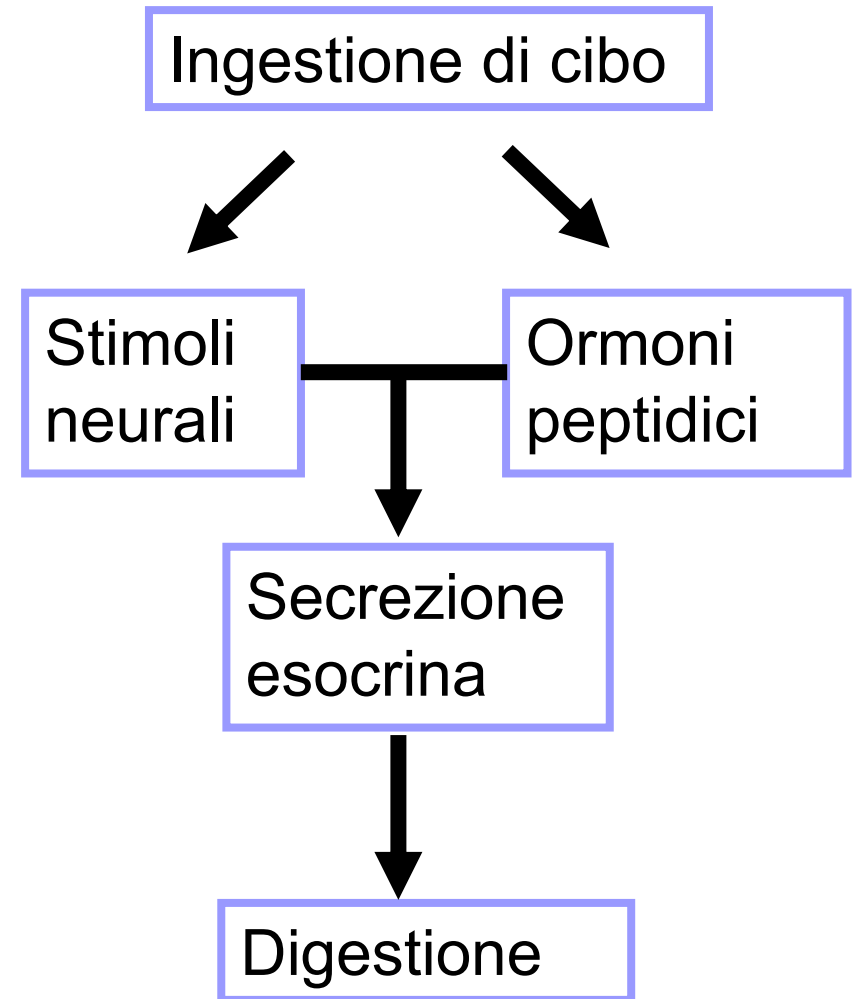 Ingestione di cibo
Stimoli
neurali
Ormoni
peptidici
Secrezione
esocrina
Digestione